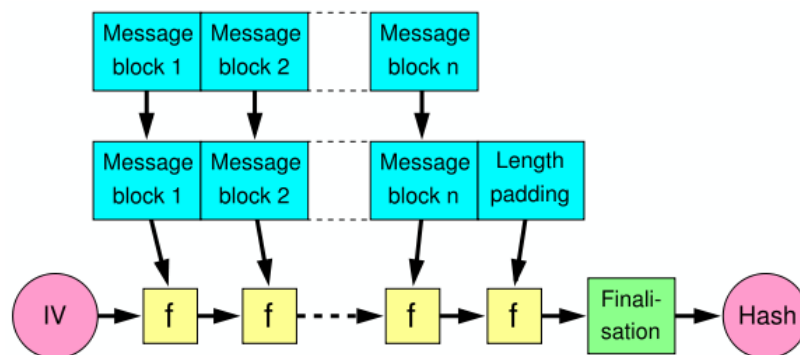 Message Message Message
block 1 block 2 block n
Message Message Message Length
block 1 block 2 block n padding
IV f f f f Finali- Hash
sation